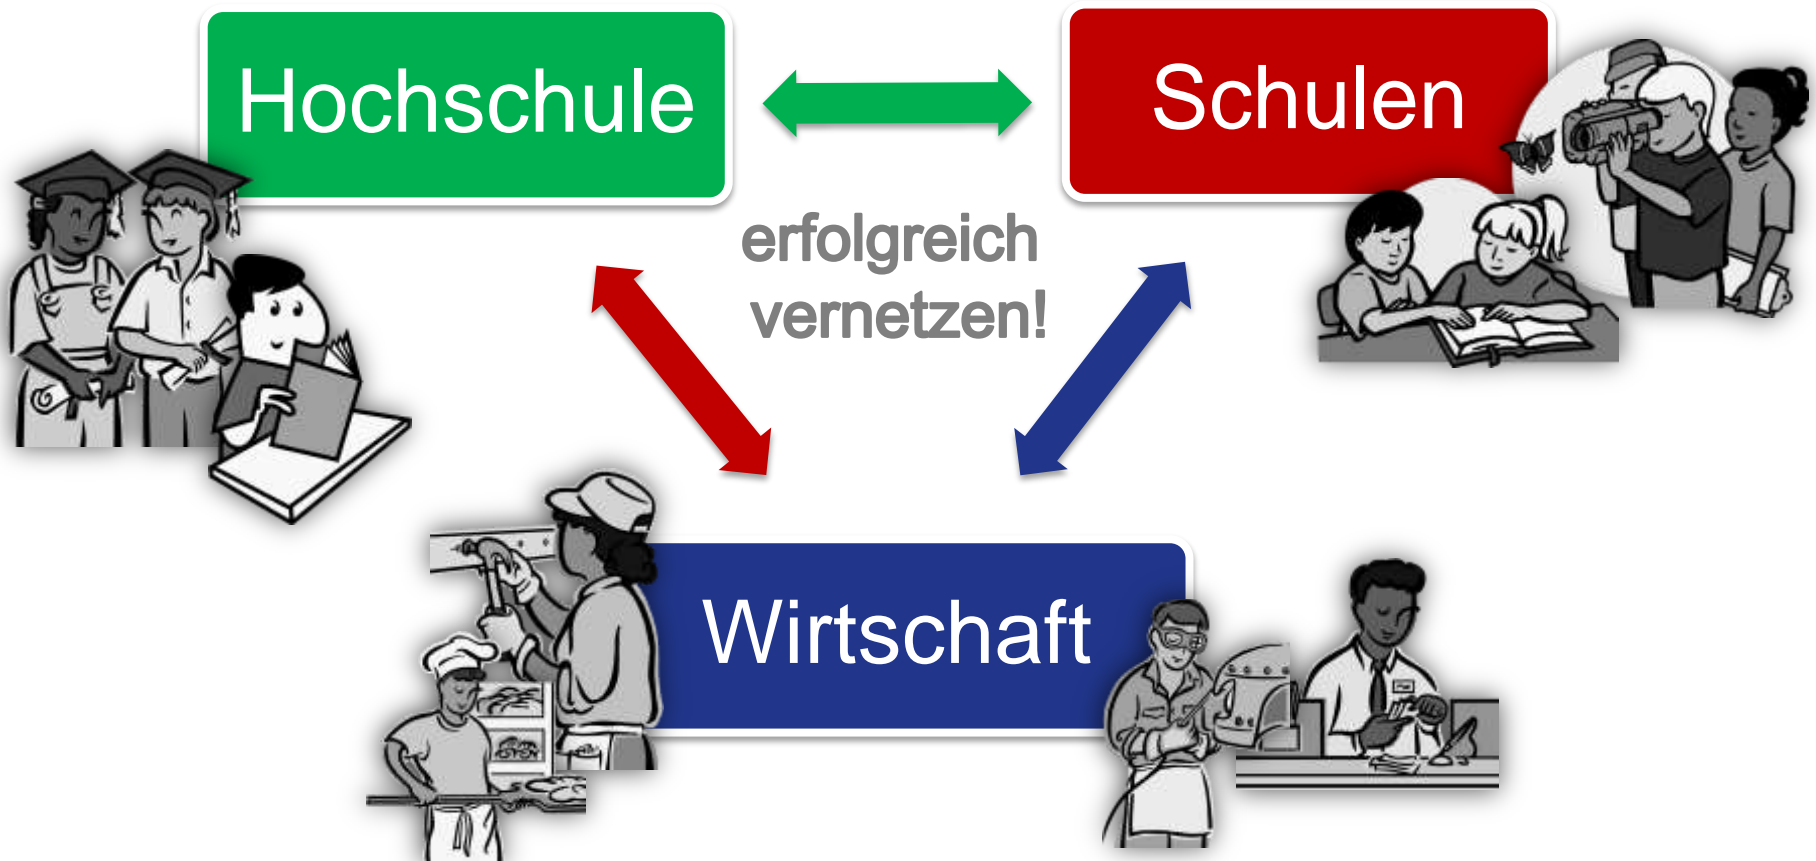 Hochschule
Schulen
erfolgreich
vernetzen!
Wirtschaft